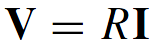 V = RI